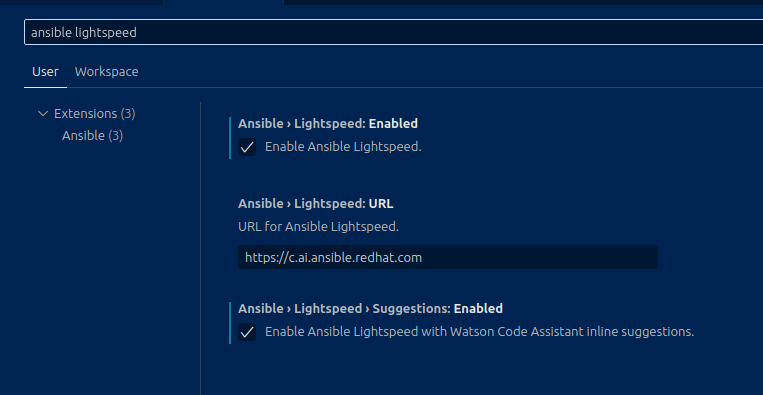 ansible lightspeed
User Workspace
Extensions (3)
Ansible (3)
Ansible › Lightspeed: Enabled
Enable Ansible Lightspeed.
Ansible › Lightspeed: URL
URL for Ansible Lightspeed.
https://c.ai.ansible.redhat.com
Ansible › Lightspeed › Suggestions: Enabled
Enable Ansible Lightspeed with Watson Code Assistant inline suggestions.